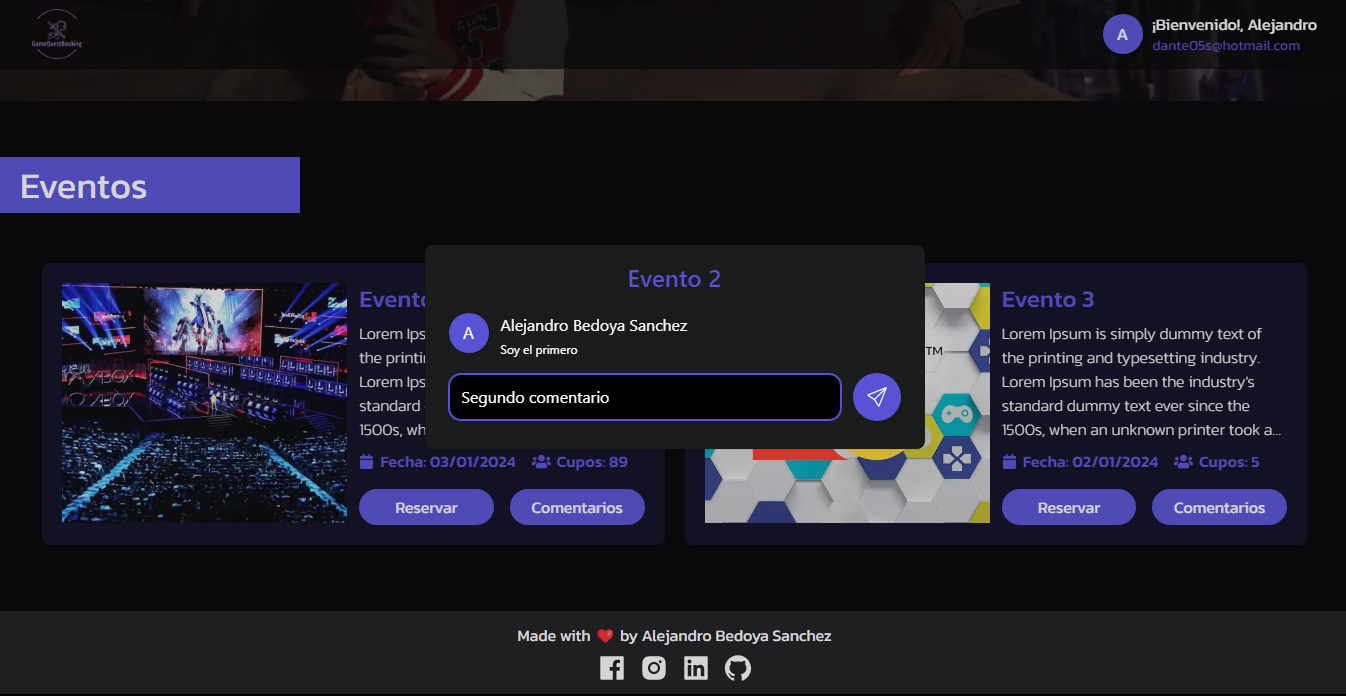 GameQuestBooking
A
¡Bienvenido!, Alejandro
dante05s@hotmail.com
Eventos
Evento
Lorem Ips
the printi
Lorem Ips
standard
1500s, wh
Fecha: 03/01/2024 Cupos: 89
Reservar Comentarios
Evento 2
A
Alejandro Bedoya Sanchez
Soy el primero
Segundo comentario
TM
XBOX
Evento 3
Lorem Ipsum is simply dummy text of
the printing and typesetting industry.
Lorem Ipsum has been the industry's
standard dummy text ever since the
1500s, when an unknown printer took a...
Fecha: 02/01/2024 Cupos: 5
Reservar Comentarios
Made with ❤️ by Alejandro Bedoya Sanchez